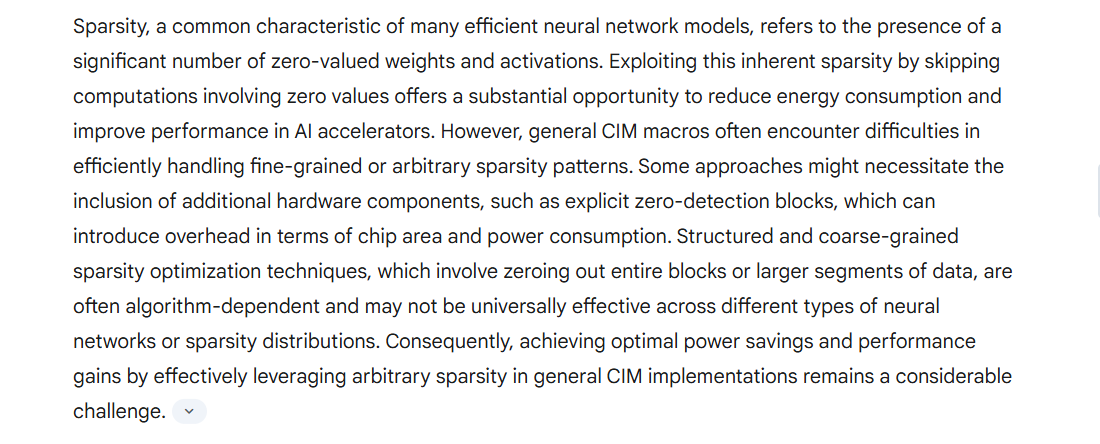 Sparsity, a common characteristic of many efficient neural network models, refers to the presence of a
significant number of zero-valued weights and activations. Exploiting this inherent sparsity by skipping
computations involving zero values offers a substantial opportunity to reduce energy consumption and
improve performance in AI accelerators. However, general CIM macros often encounter difficulties in
efficiently handling fine-grained or arbitrary sparsity patterns. Some approaches might necessitate the
inclusion of additional hardware components, such as explicit zero-detection blocks, which can
introduce overhead in terms of chip area and power consumption. Structured and coarse-grained
sparsity optimization techniques, which involve zeroing out entire blocks or larger segments of data, are
often algorithm-dependent and may not be universally effective across different types of neural
networks or sparsity distributions. Consequently, achieving optimal power savings and performance
gains by effectively leveraging arbitrary sparsity in general CIM implementations remains a considerable
challenge.